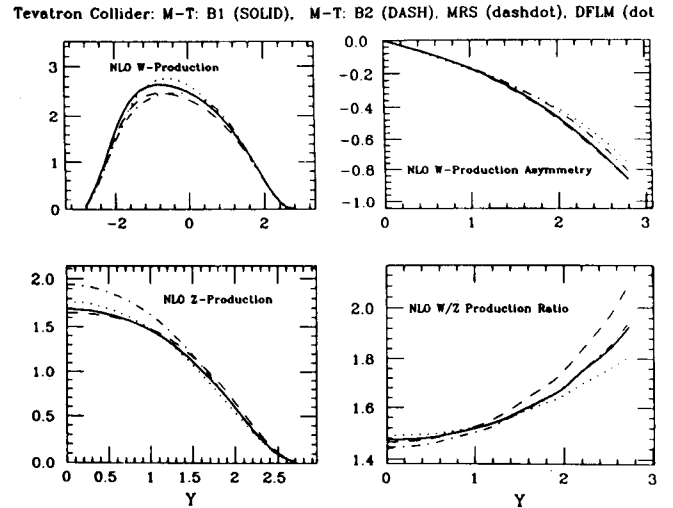 Tevatron Collider: M-T: B1 (SOLID), M-T: B2 (DASH), MRS (dashdot), DFLM (dot
NLO W-Production
3
2
1
0
-2 0 2
NLO W-Production Asymmetry
0.0
-0.2
-0.4
-0.6
-0.8
-1.0
0 1 2 3
NLO Z-Production
2.0
1.5
1.0
0.5
0.0
0 0.5 1 1.5 2 2.5
Y
NLO W/Z Production Ratio
2.0
1.8
1.6
1.4
0 1 2 3
Y